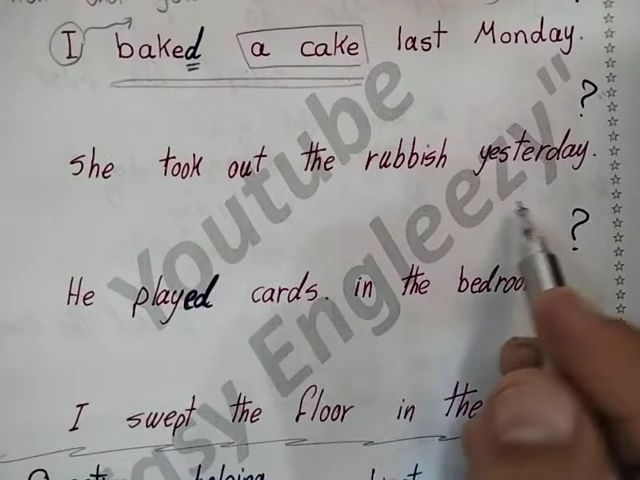 I baked a cake last Monday.
?
She took out the rubbish yesterday.
?
He played cards. in the
I swept the floor in the
helping
Youtube
"Easy Engleezy"